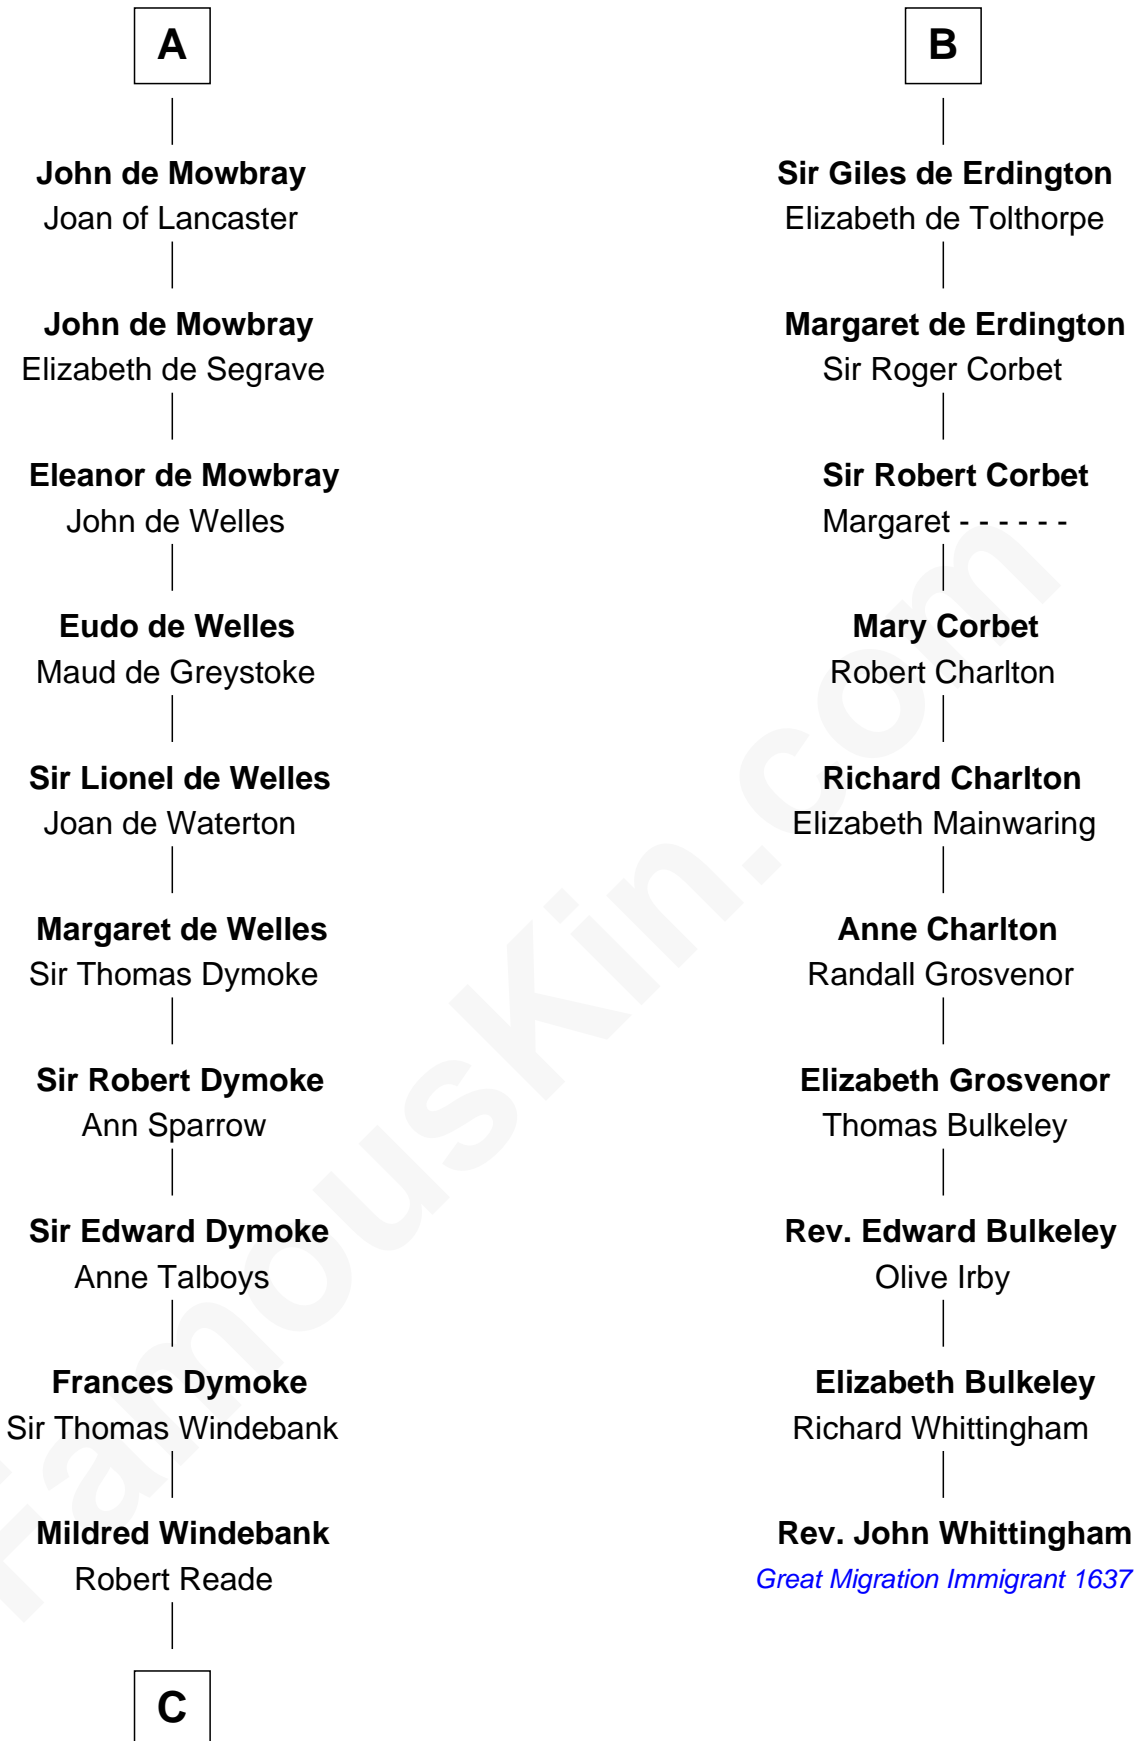 A
John de Mowbray
Joan of Lancaster
John de Mowbray
Elizabeth de Segrave
Eleanor de Mowbray
John de Welles
Eudo de Welles
Maud de Greystoke
Sir Lionel de Welles
Joan de Waterton
Margaret de Welles
Sir Thomas Dymoke
Sir Robert Dymoke
Ann Sparrow
Sir Edward Dymoke
Anne Talboys
Frances Dymoke
Sir Thomas Windebank
Mildred Windebank
Robert Reade
C
B
Sir Giles de Erdington
Elizabeth de Tolthorpe
Margaret de Erdington
Sir Roger Corbet
Sir Robert Corbet
Margaret - - - - - -
Mary Corbet
Robert Charlton
Richard Charlton
Elizabeth Mainwaring
Anne Charlton
Randall Grosvenor
Elizabeth Grosvenor
Thomas Bulkeley
Rev. Edward Bulkeley
Olive Irby
Elizabeth Bulkeley
Richard Whittingham
Rev. John Whittingham
Great Migration Immigrant 1637
FamousKin.com